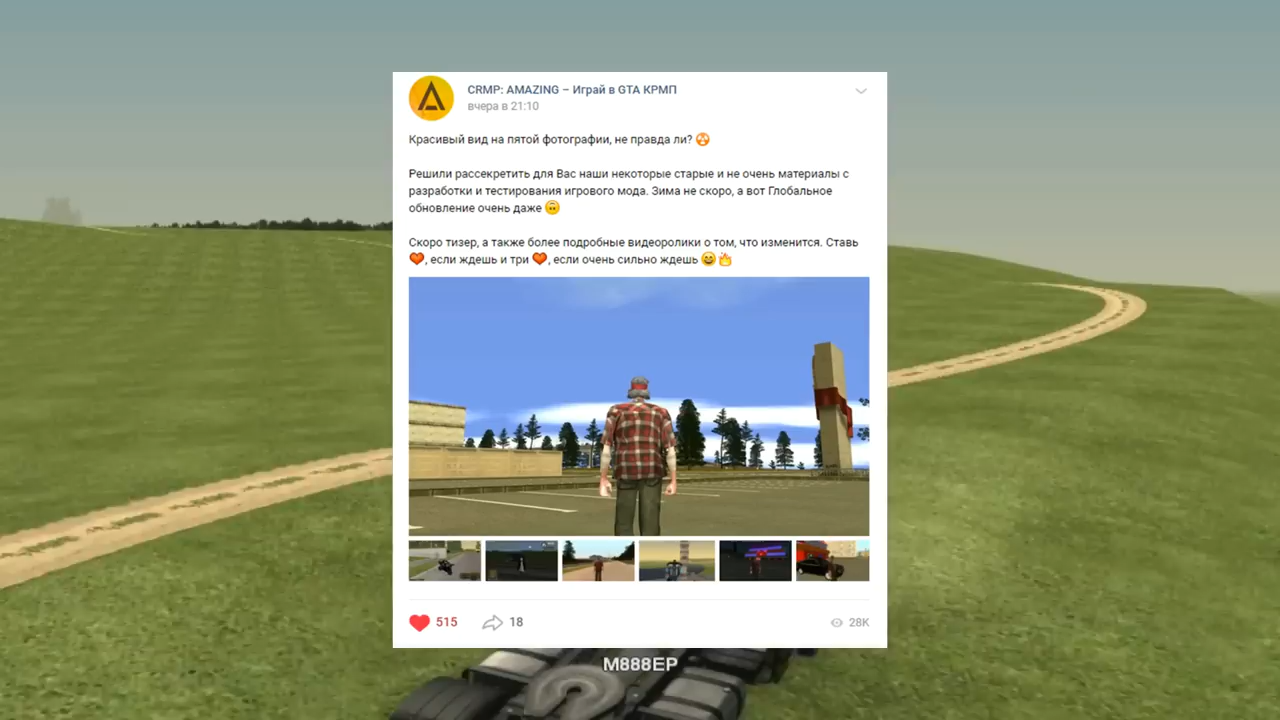 CRMP: AMAZING – Играй в GTA КРМП
вчера в 21:10
Красивый вид на пятой фотографии, не правда ли?
Решили рассекретить для Вас наши некоторые старые и не очень материалы с
разработки и тестирования игрового мода. Зима не скоро, а вот Глобальное
обновление очень даже
Скоро тизер, а также более подробные видеоролики о том, что изменится. Ставь
, если ждешь и три , если очень сильно ждешь
515
18
28K
M888EP